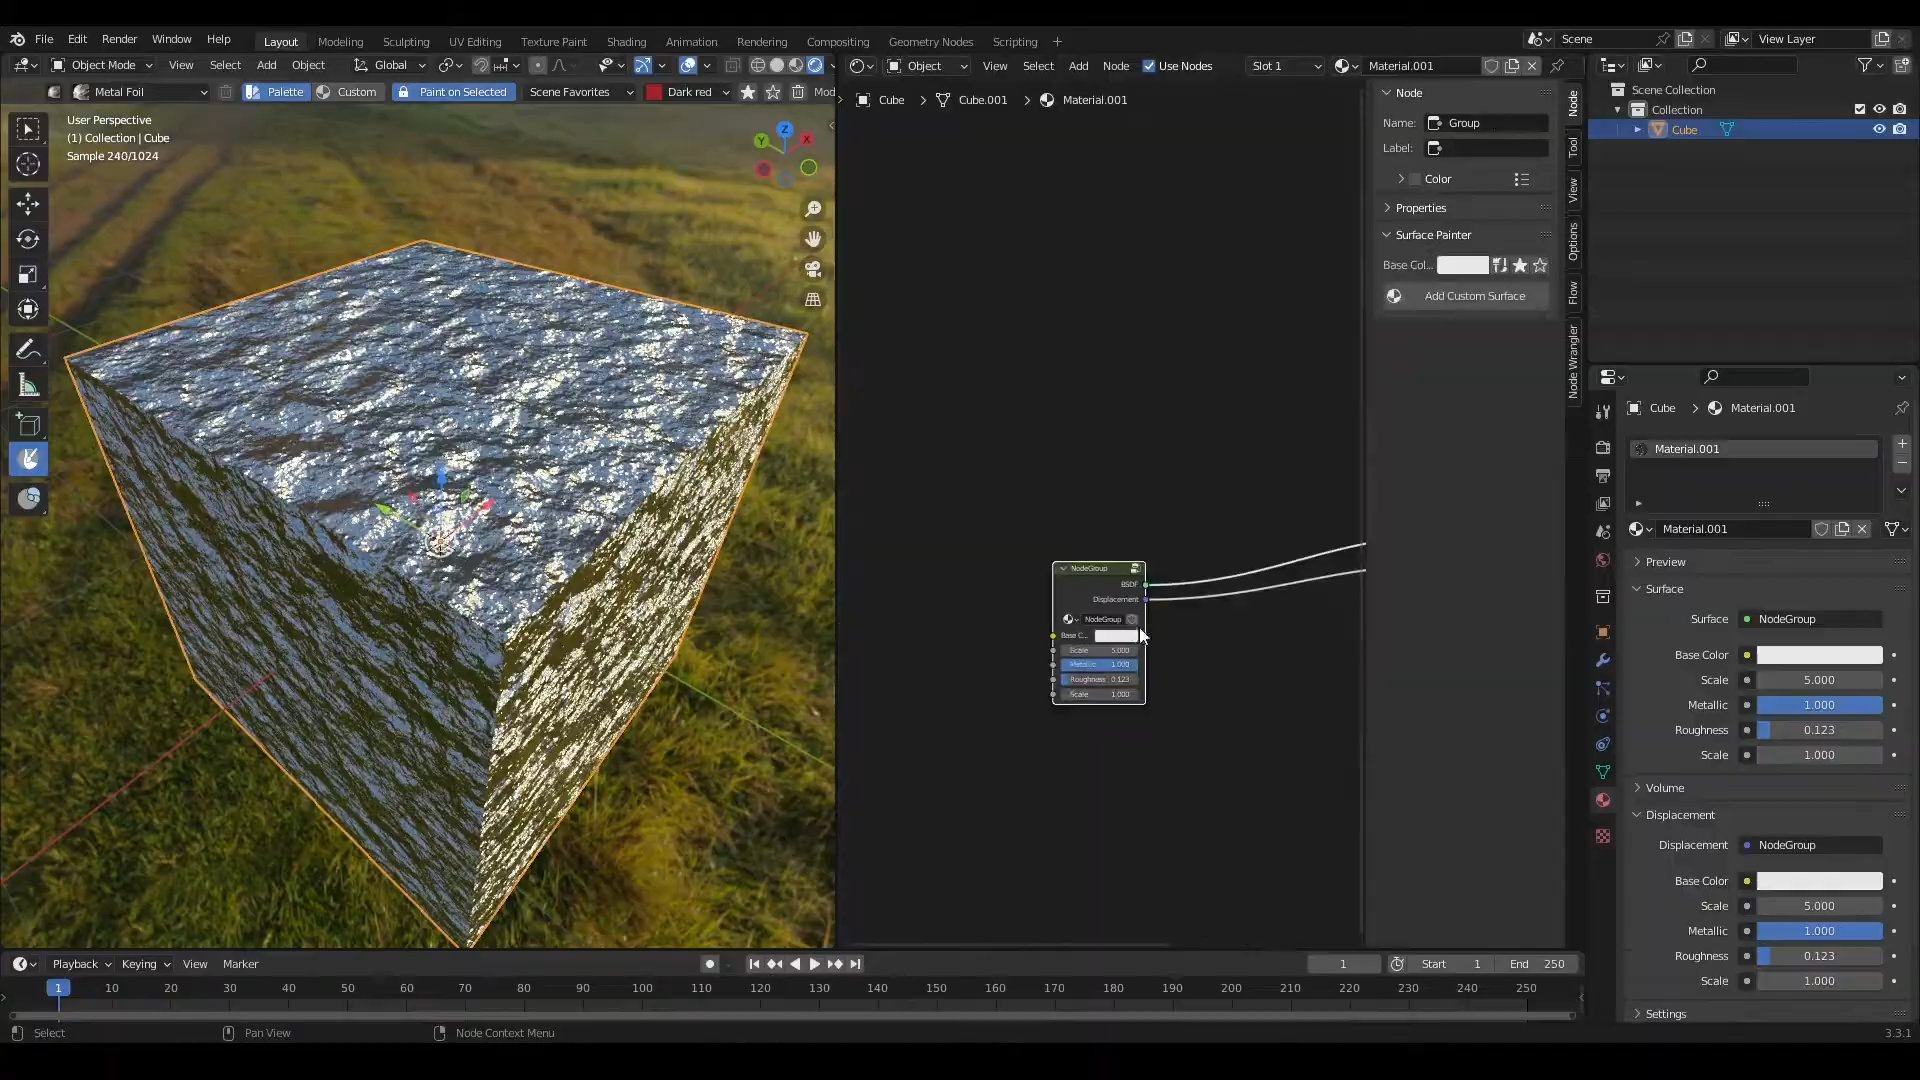 File Edit Render Window Help Layout Modeling Sculpting UV Editing Texture Paint Shading Animation Rendering Compositing Geometry Nodes Scripting + Scene View Layer
Object Mode View Select Add Object Global
Object View Select Add Node Use Nodes Slot 1 Material.001
Metal Foil Palette Custom Paint on Selected Scene Favorites Dark red Mod
User Perspective
(1) Collection | Cube
Sample 240/1024
Z
Y
X
Cube > Cube.001 > Material.001
NodeGroup
BSDF
Displacement
NodeGroup
Base C...
Scale 5.000
Metallic 1.000
Roughness 0.123
Scale 1.000
Node
Name: Group
Label:
Color
Properties
Surface Painter
Base Col...
Add Custom Surface
Node
Tool
View
Options
Flow
Node Wrangler
Scene Collection
Collection
Cube
Cube > Material.001
Material.001
Material.001
Preview
Surface
Surface NodeGroup
Base Color
Scale 5.000
Metallic 1.000
Roughness 0.123
Scale 1.000
Volume
Displacement
Displacement NodeGroup
Base Color
Scale 5.000
Metallic 1.000
Roughness 0.123
Scale 1.000
Settings
Playback Keying View Marker 1 Start 1 End 250
1 10 20 30 40 50 60 70 80 90 100 110 120 130 140 150 160 170 180 190 200 210 220 230 240 250
Select Pan View Node Context Menu 3.3.1